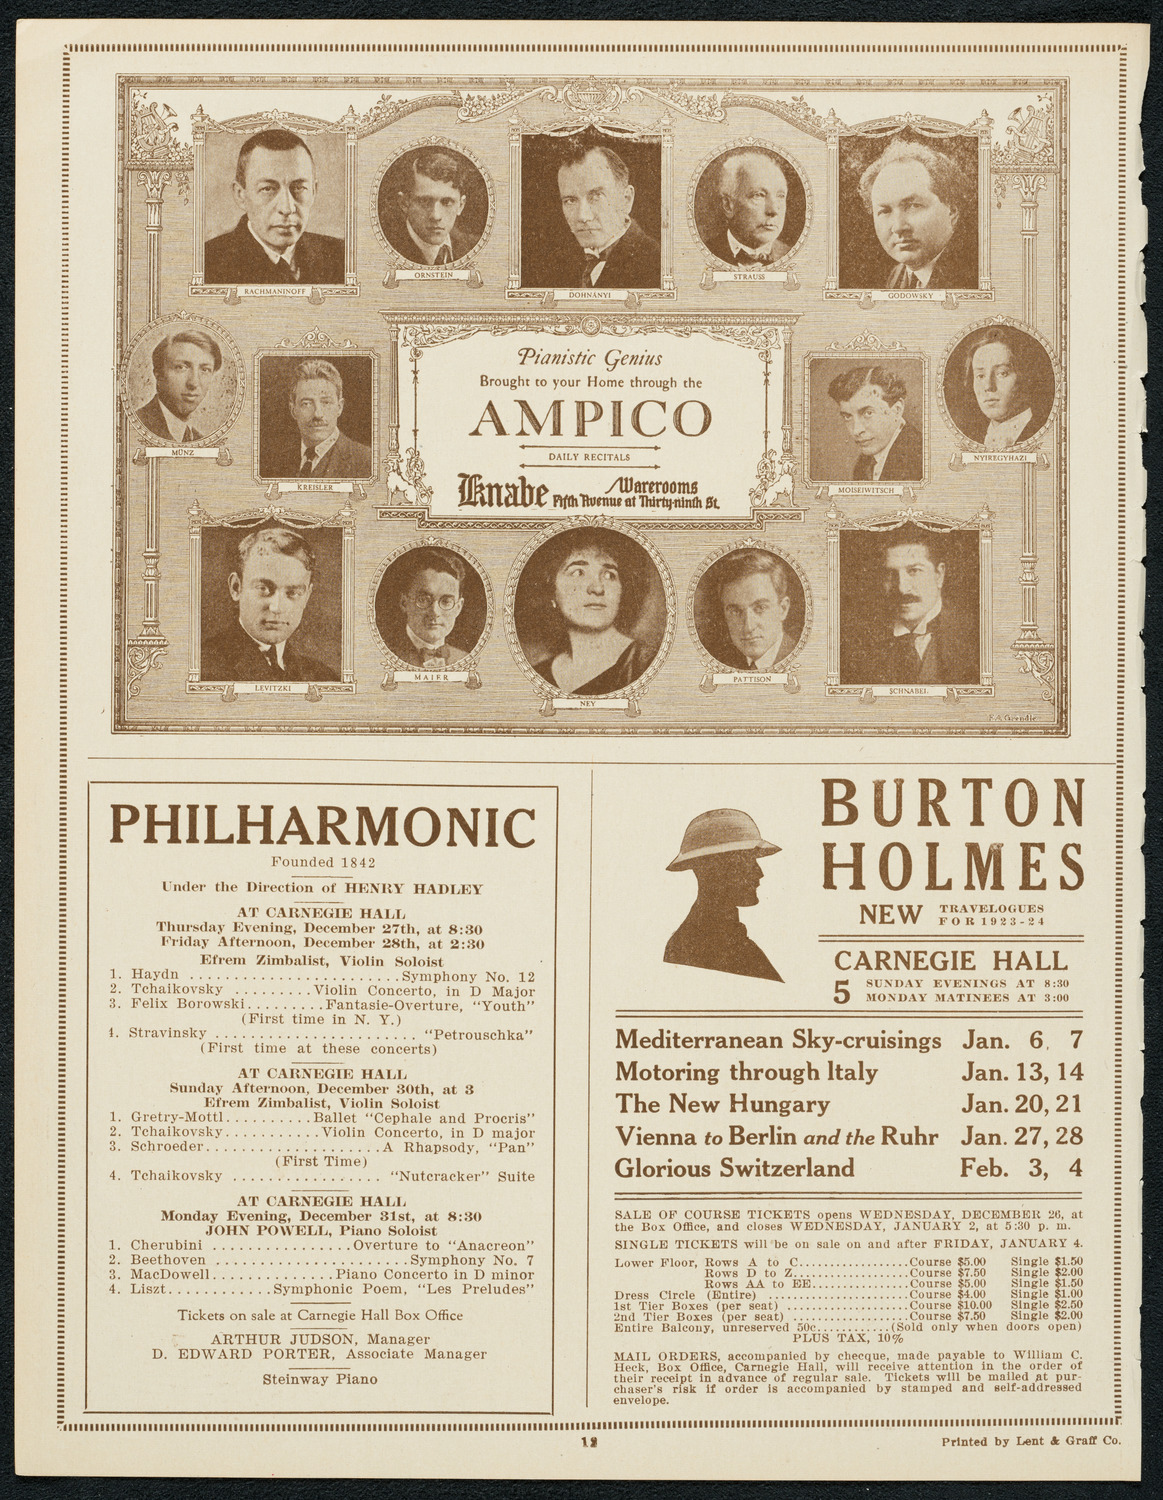 RACHMANINOFF
ORNSTEIN
DOHNÁNYI
STRAUSS
GODOWSKY
MÜNZ
KREISLER
Pianistic Genius
Brought to your Home through the
AMPICO
DAILY RECITALS
Knabe Warerooms
Fifth Avenue at Thirty-ninth St.
MOISEIWITSCH
NYIREGYHAZI
LEVITZKI
MAIER
NEY
PATTISON
SCHNABEL
F.A. Grendle
PHILHARMONIC
Founded 1842
Under the Direction of HENRY HADLEY
AT CARNEGIE HALL
Thursday Evening, December 27th, at 8:30
Friday Afternoon, December 28th, at 2:30
Efrem Zimbalist, Violin Soloist
1. Haydn ........................Symphony No. 12
2. Tchaikovsky .........Violin Concerto, in D Major
3. Felix Borowski.........Fantasie-Overture, "Youth"
(First time in N. Y.)
4. Stravinsky ....................... "Petrouschka"
(First time at these concerts)
AT CARNEGIE HALL
Sunday Afternoon, December 30th, at 3
Efrem Zimbalist, Violin Soloist
1. Gretry-Mottl..........Ballet "Cephale and Procris"
2. Tchaikovsky...........Violin Concerto, in D major
3. Schroeder....................A Rhapsody, "Pan"
(First Time)
4. Tchaikovsky ................. "Nutcracker" Suite
AT CARNEGIE HALL
Monday Evening, December 31st, at 8:30
JOHN POWELL, Piano Soloist
1. Cherubini ................Overture to "Anacreon"
2. Beethoven ......................Symphony No. 7
3. MacDowell..............Piano Concerto in D minor
4. Liszt............Symphonic Poem, "Les Preludes"
Tickets on sale at Carnegie Hall Box Office
ARTHUR JUDSON, Manager
D. EDWARD PORTER, Associate Manager
Steinway Piano
BURTON
HOLMES
NEW TRAVELOGUES
FOR 1923-24
CARNEGIE HALL
5 SUNDAY EVENINGS AT 8:30
MONDAY MATINEES AT 3:00
Mediterranean Sky-cruisings Jan. 6, 7
Motoring through Italy Jan. 13, 14
The New Hungary Jan. 20, 21
Vienna to Berlin and the Ruhr Jan. 27, 28
Glorious Switzerland Feb. 3, 4
SALE OF COURSE TICKETS opens WEDNESDAY, DECEMBER 26, at
the Box Office, and closes WEDNESDAY, JANUARY 2, at 5:30 p. m.
SINGLE TICKETS will be on sale on and after FRIDAY, JANUARY 4.
Lower Floor, Rows A to C..................Course $5.00 Single $1.50
Rows D to Z...................Course $7.50 Single $2.00
Rows AA to EE................Course $5.00 Single $1.50
Dress Circle (Entire) .......................Course $4.00 Single $1.00
1st Tier Boxes (per seat) ....................Course $10.00 Single $2.50
2nd Tier Boxes (per seat) ...................Course $7.50 Single $2.00
Entire Balcony, unreserved 50c............(Sold only when doors open)
PLUS TAX, 10%
MAIL ORDERS, accompanied by checque, made payable to William C.
Heck, Box Office, Carnegie Hall, will receive attention in the order of
their receipt in advance of regular sale. Tickets will be mailed at pur-
chaser's risk if order is accompanied by stamped and self-addressed
envelope.
Printed by Lent & Graff Co.